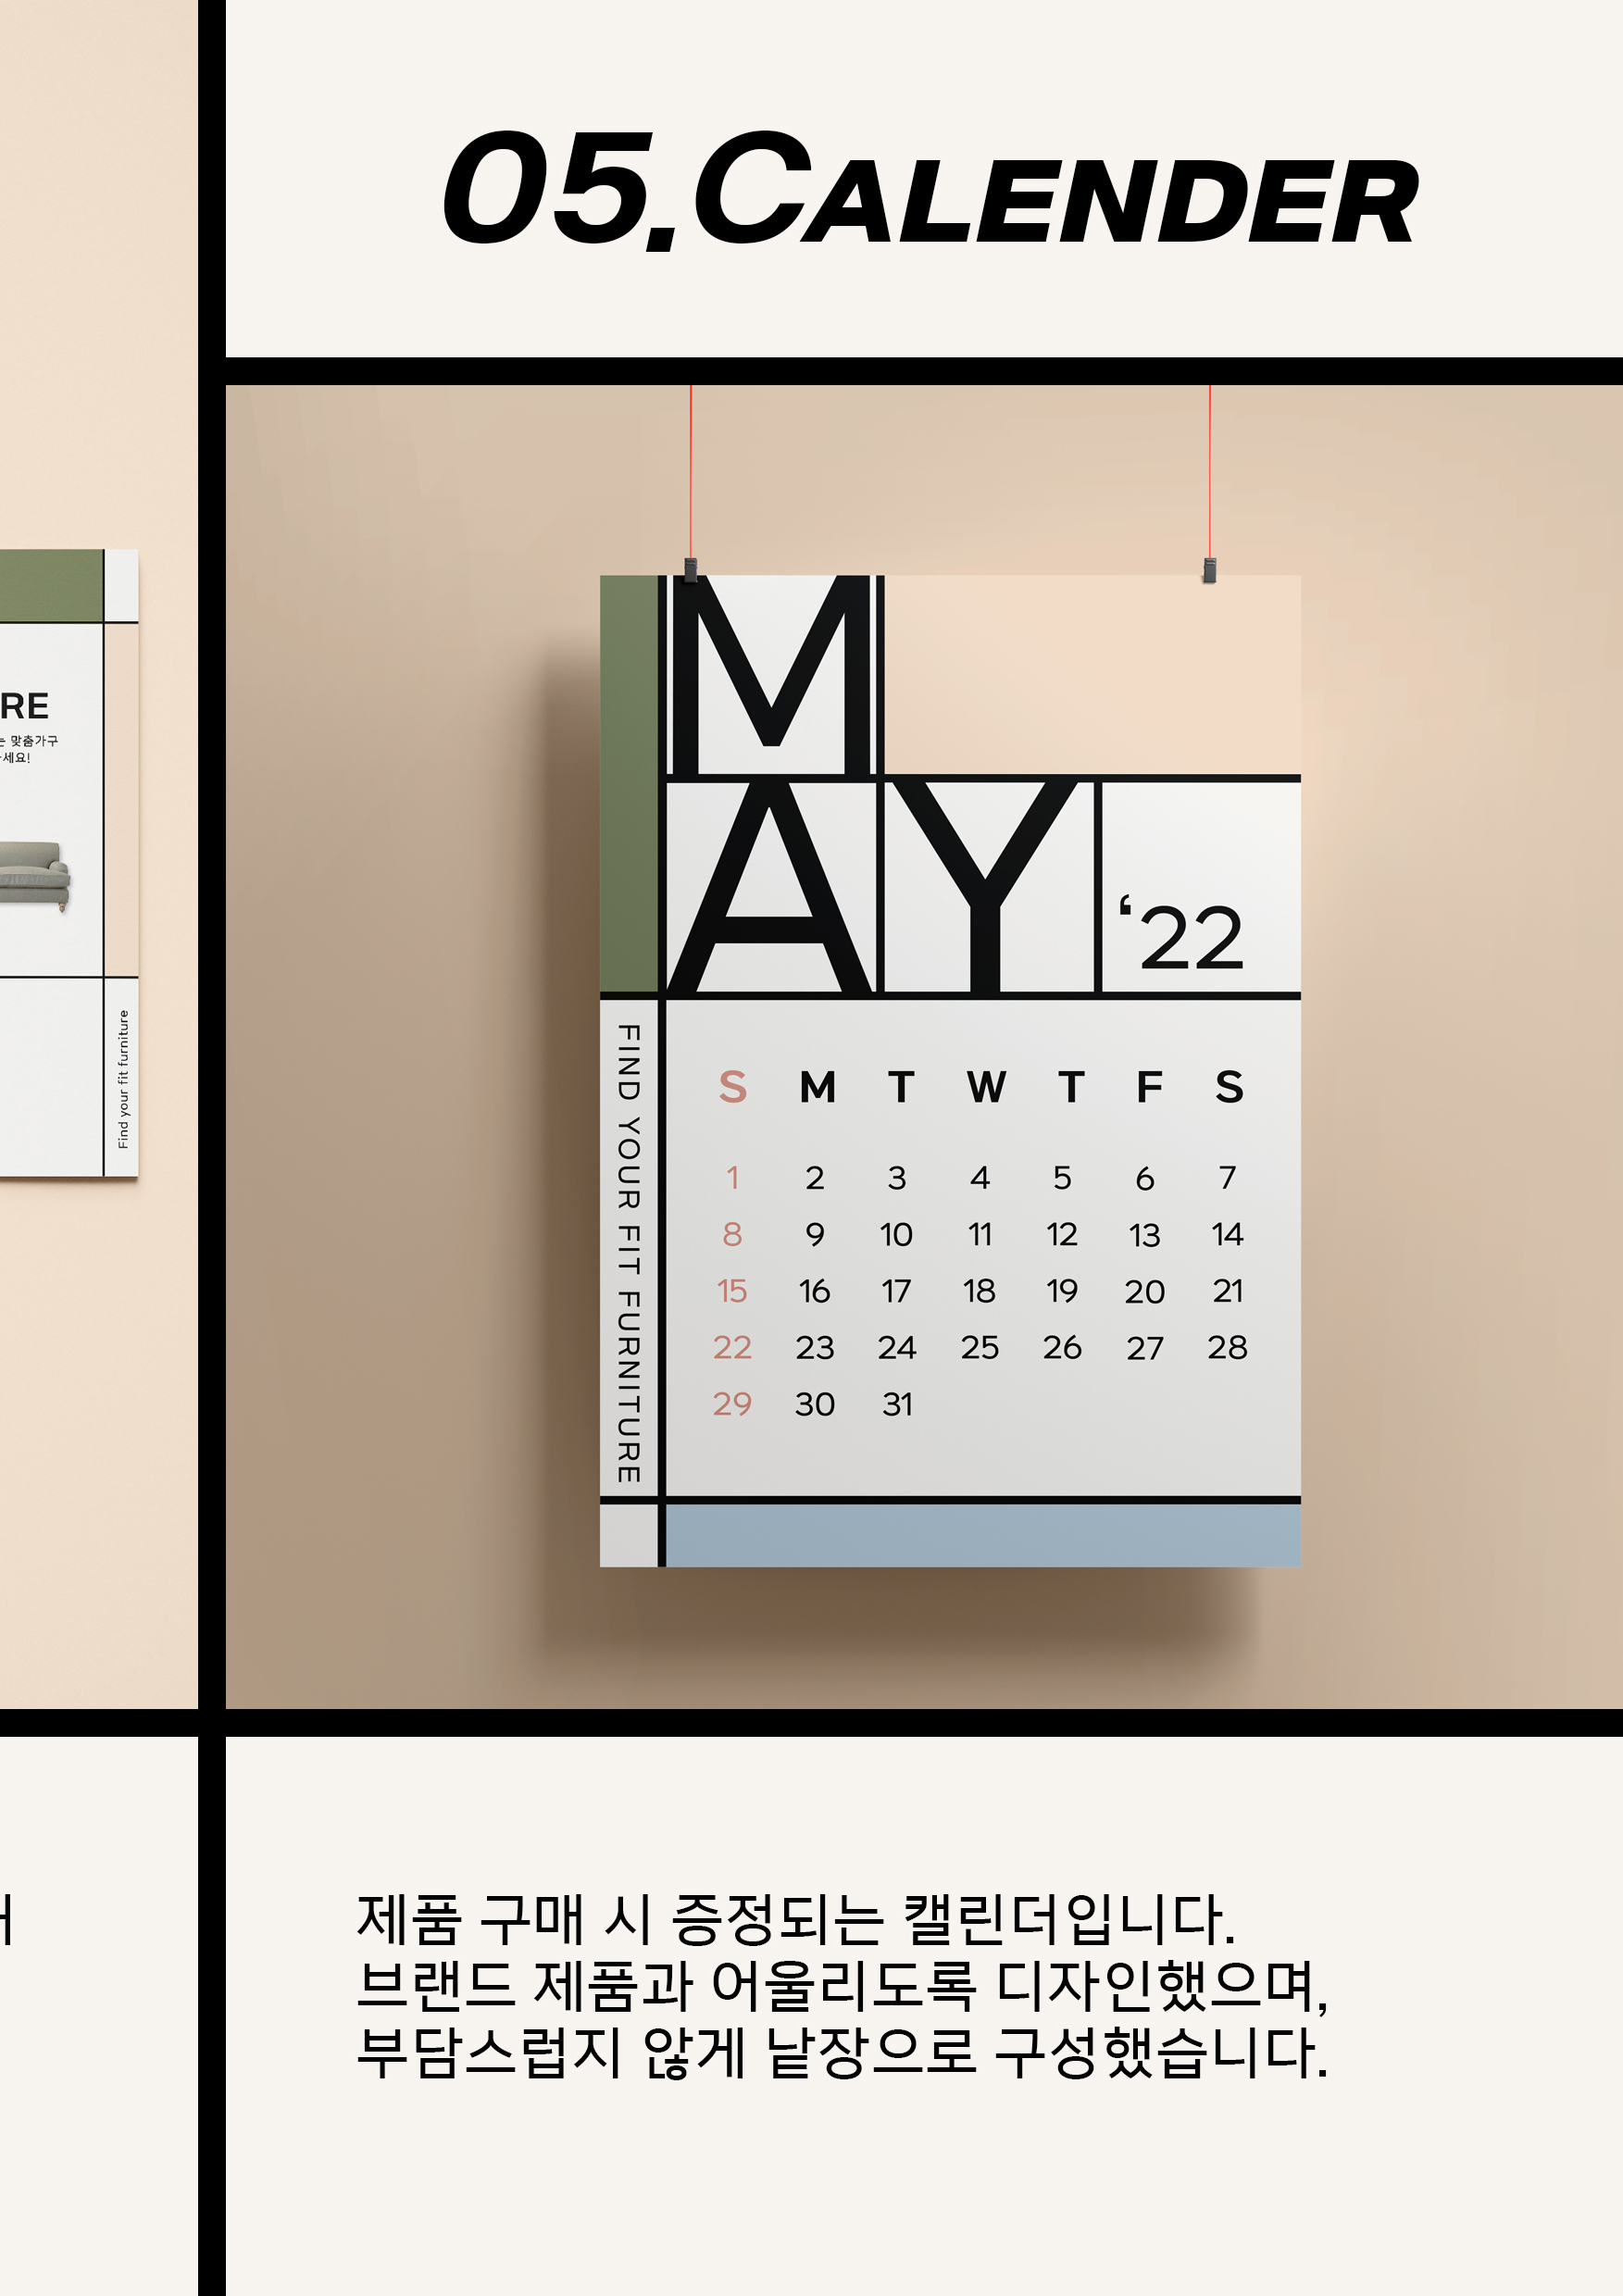 05.CALENDER
RE
는 맞춤가구
세요!
Find your fit furniture
MAY ‘22
FIND YOUR FIT FURNITURE
S M T W T F S
1 2 3 4 5 6 7
8 9 10 11 12 13 14
15 16 17 18 19 20 21
22 23 24 25 26 27 28
29 30 31
제품 구매 시 증정되는 캘린더입니다.
브랜드 제품과 어울리도록 디자인했으며,
부담스럽지 않게 낱장으로 구성했습니다.